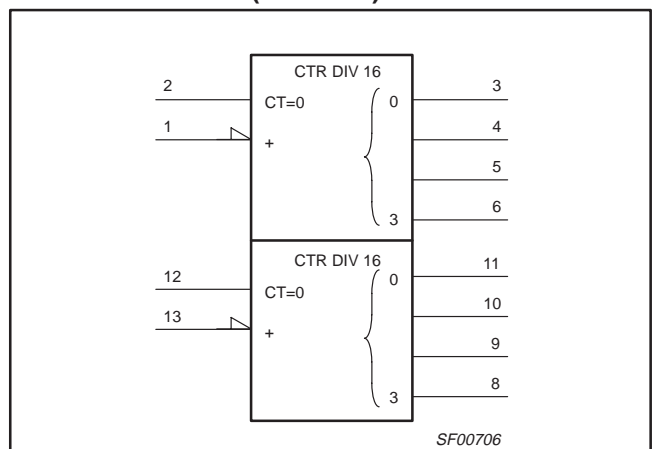 CTR DIV 16
2 CT=0 0 3
1 + 4
5
3 6
CTR DIV 16
12 CT=0 0 11
13 + 10
9
3 8
SF00706